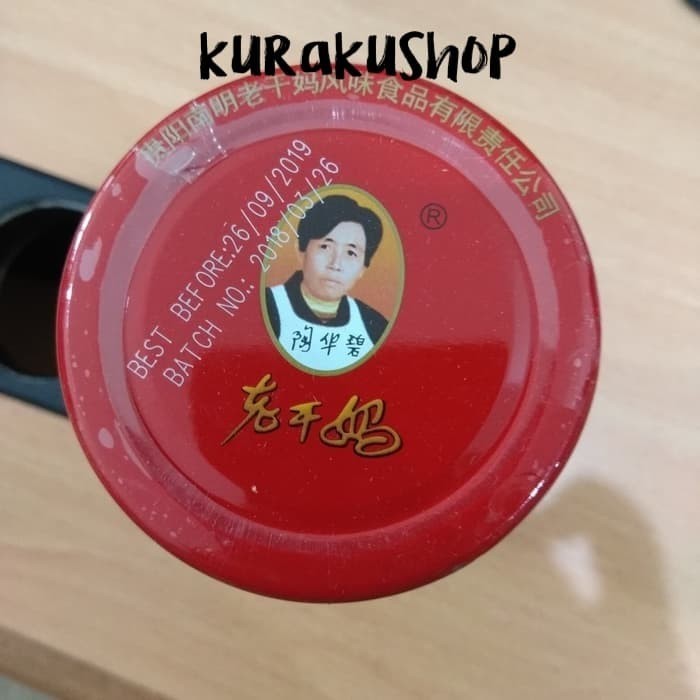 KURAKUSHOP
贵阳南明老干妈风味食品有限责任公司
BEST BEFORE:26/09/2019
BATCH NO.: 2018/03/26
®
陶华碧
老干妈